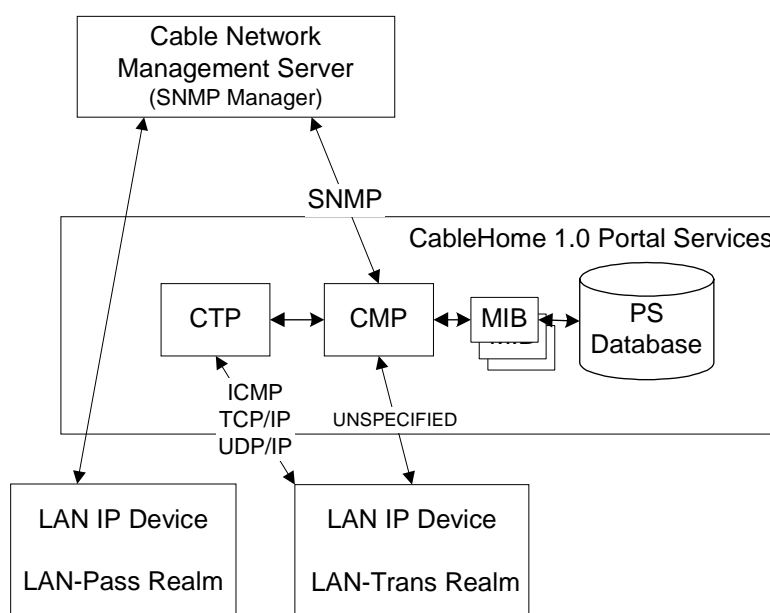 Cable Network
Management Server
(SNMP Manager)
SNMP
CableHome 1.0 Portal Services
CTP
CMP
MIB
PS
Database
ICMP
TCP/IP
UDP/IP
UNSPECIFIED
LAN IP Device
LAN-Pass Realm
LAN IP Device
LAN-Trans Realm